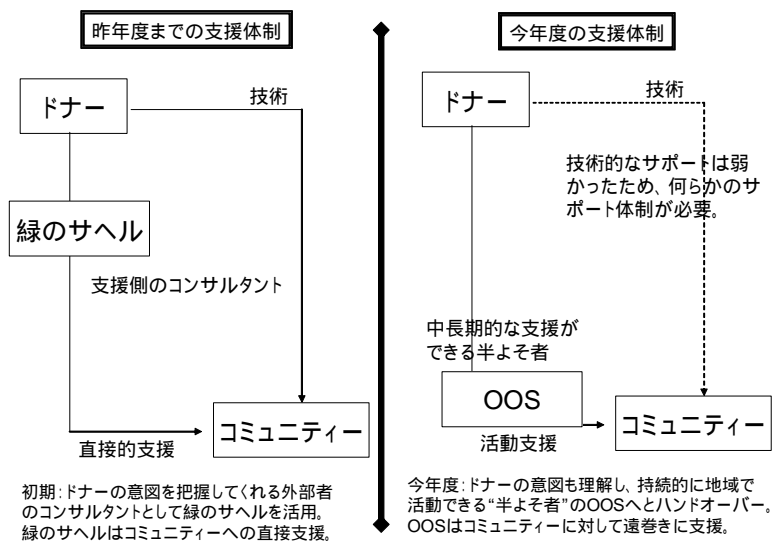 昨年度までの支援体制
ドナー
技術
緑のサヘル
支援側のコンサルタント
コミュニティー
直接的支援
初期：ドナーの意図を把握してくれる外部者
のコンサルタントとして緑のサヘルを活用。
緑のサヘルはコミュニティーへの直接支援。
今年度の支援体制
ドナー
技術
技術的なサポートは弱
かったため、何らかのサ
ポート体制が必要。
中長期的な支援が
できる半よそ者
OOS
コミュニティー
活動支援
今年度：ドナーの意図も理解し、持続的に地域で
活動できる“半よそ者”のOOSへとハンドオーバー。
OOSはコミュニティーに対して遠巻きに支援。